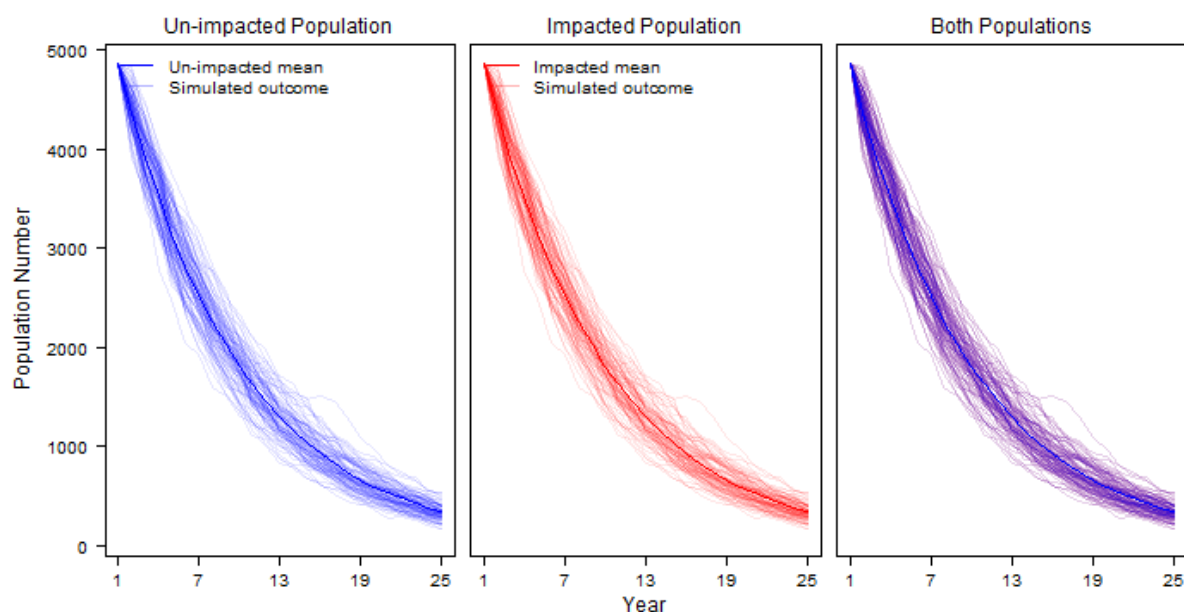 Un-impacted Population
Impacted Population
Both Populations
Un-impacted mean
Simulated outcome
Impacted mean
Simulated outcome
Population Number
5000
4000
3000
2000
1000
0
1 7 13 19 25
1 7 13 19 25
1 7 13 19 25
Year